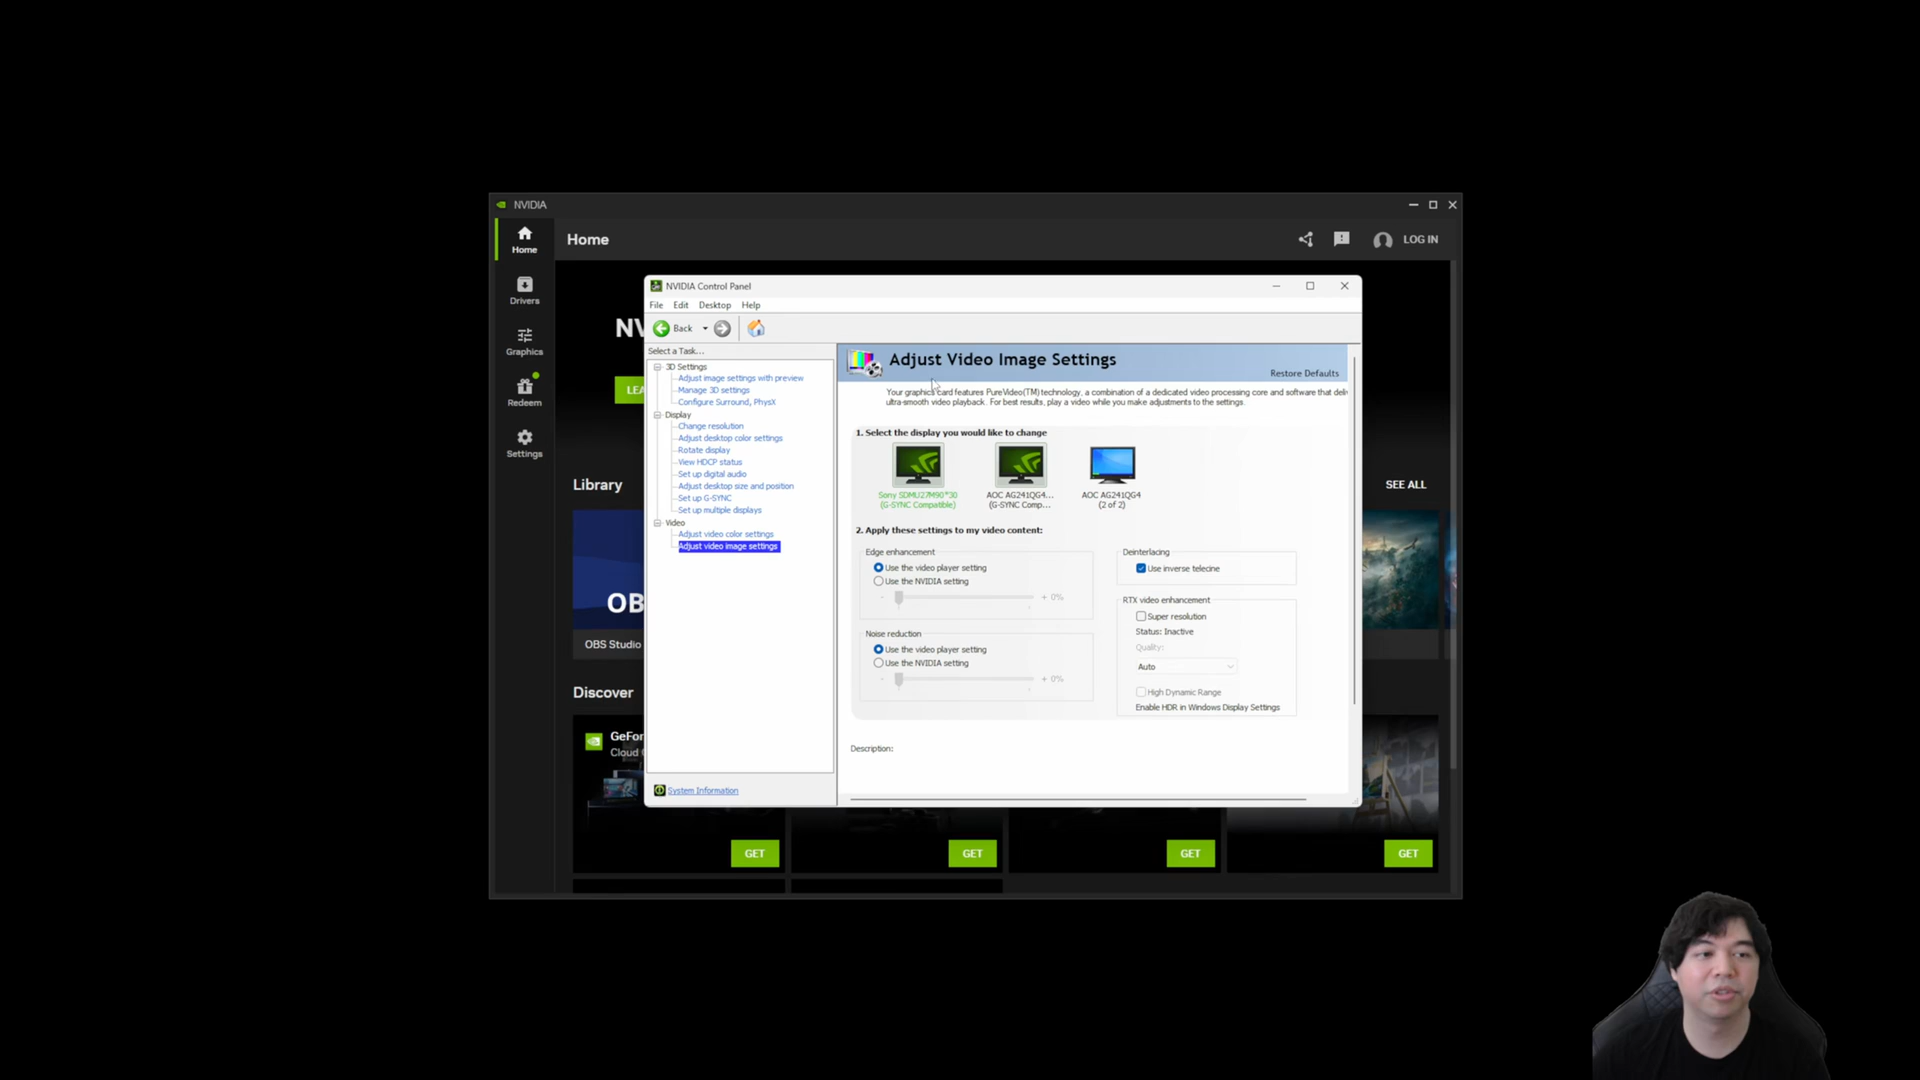 NVIDIA
Home
LOG IN
Home
Drivers
Graphics
Redeem
Settings
NV
LEA
Library
SEE ALL
OB
OBS Studio
Discover
GeFor
Cloud
GET
GET
GET
GET
NVIDIA Control Panel
File Edit Desktop Help
Back
Select a Task...
3D Settings
Adjust image settings with preview
Manage 3D settings
Configure Surround, PhysX
Display
Change resolution
Adjust desktop color settings
Rotate display
View HDCP status
Set up digital audio
Adjust desktop size and position
Set up G-SYNC
Set up multiple displays
Video
Adjust video color settings
Adjust video image settings
System Information
Adjust Video Image Settings
Restore Defaults
Your graphics card features PureVideo(TM) technology, a combination of a dedicated video processing core and software that deliv
ultra-smooth video playback. For best results, play a video while you make adjustments to the settings.
1. Select the display you would like to change
Sony SDMU27M90*30
(G-SYNC Compatible)
AOC AG241QG4...
(G-SYNC Comp...
AOC AG241QG4
(2 of 2)
2. Apply these settings to my video content:
Edge enhancement
Use the video player setting
Use the NVIDIA setting
- + 0%
Noise reduction
Use the video player setting
Use the NVIDIA setting
- + 0%
Deinterlacing
Use inverse telecine
RTX video enhancement
Super resolution
Status: Inactive
Quality:
Auto
High Dynamic Range
Enable HDR in Windows Display Settings
Description: